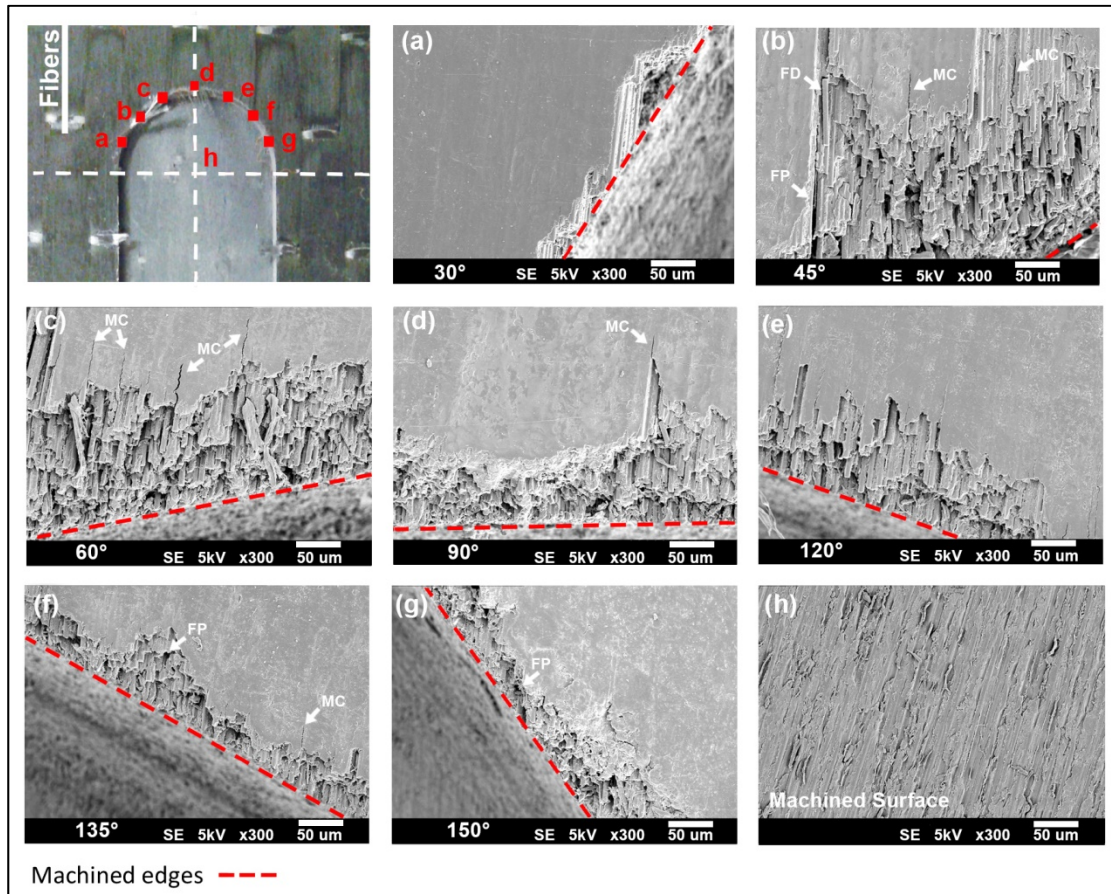 Fibers
a
b
c
d
e
f
g
h
(a)
30° SE 5kV x300 50 um
(b)
FD
MC
MC
FP
45° SE 5kV x300 50 um
(c)
MC
MC
60° SE 5kV x300 50 um
(d)
MC
90° SE 5kV x300 50 um
(e)
120° SE 5kV x300 50 um
(f)
FP
MC
135° SE 5kV x300 50 um
(g)
FP
150° SE 5kV x300 50 um
(h)
Machined Surface
50 um
Machined edges